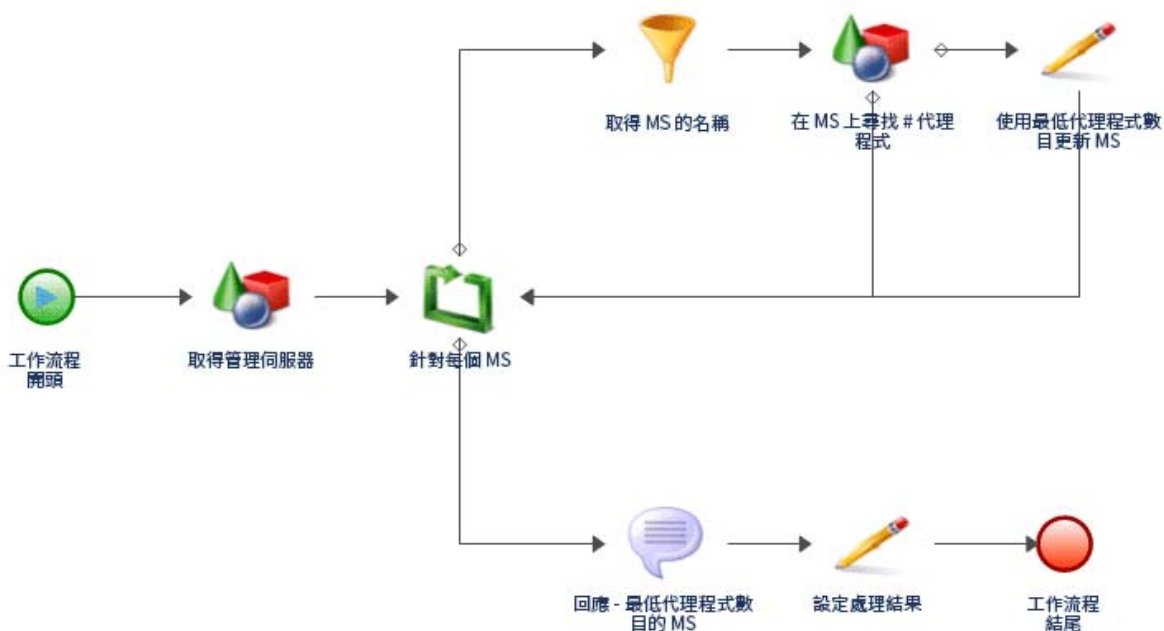 取得 MS 的名稱
在 MS 上尋找 # 代理
程式
使用最低代理程式數
目更新 MS
工作流程
開頭
取得管理伺服器
針對每個 MS
回應 - 最低代理程式數
目的 MS
設定處理結果
工作流程
結尾